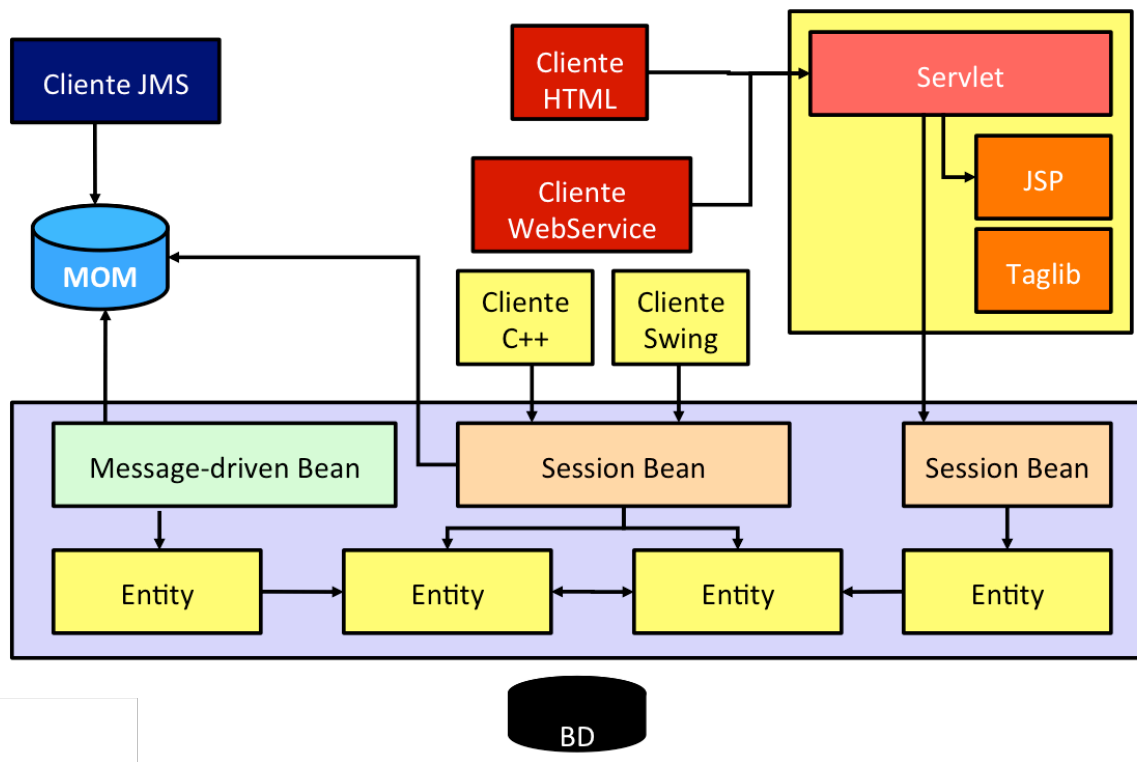 Cliente JMS
Cliente
HTML
Servlet
Cliente
WebService
JSP
MOM
Taglib
Cliente
C++
Cliente
Swing
Message-driven Bean
Session Bean
Session Bean
Entity
Entity
Entity
Entity
BD